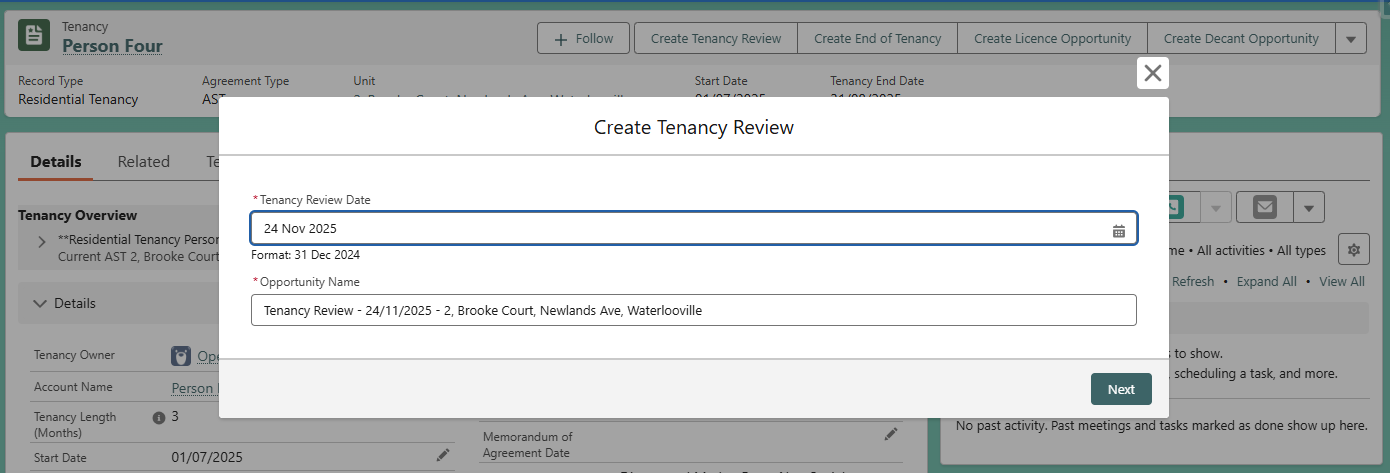 Tenancy
Person Four
Follow
Create Tenancy Review
Create End of Tenancy
Create Licence Opportunity
Create Decant Opportunity
Record Type
Agreement Type
Unit
Start Date
Tenancy End Date
Residential Tenancy
AST
Create Tenancy Review
Details
Related
Te
*Tenancy Review Date
24 Nov 2025
Format: 31 Dec 2024
*Opportunity Name
Tenancy Review - 24/11/2025 - 2, Brooke Court, Newlands Ave, Waterlooville
Next
Tenancy Overview
**Residential Tenancy Person
Current AST 2, Brooke Court
Details
Tenancy Owner
Ope
Account Name
Person
Tenancy Length
(Months)
3
Start Date
01/07/2025
Memorandum of
Agreement Date
me • All activities • All types
Refresh • Expand All • View All
s to show.
, scheduling a task, and more.
No past activity. Past meetings and tasks marked as done show up here.